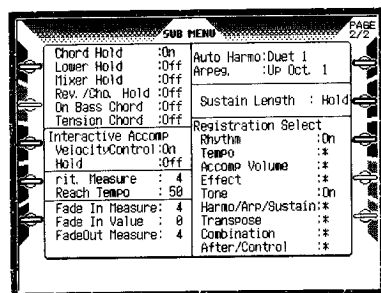 SUB MENU
PAGE 2/2
Chord Hold :On
Lower Hold :Off
Mixer Hold :Off
Rev./Cho. Hold :Off
On Bass Chord :Off
Tension Chord :Off
Interactive Accomp
VelocityControl:On
Hold :Off
rit. Measure : 4
Reach Tempo : 50
Fade In Measure: 4
Fade In Value : 0
FadeOut Measure: 4
Auto Harmo:Duet 1
Arpeg. :Up Oct. 1
Sustain Length : Hold
Registration Select
Rhythm :On
Tempo :*
Accomp Volume :*
Effect :*
Tone :On
Harmo/Arp/Sustain:*
Transpose :*
Combination :*
After/Control :*